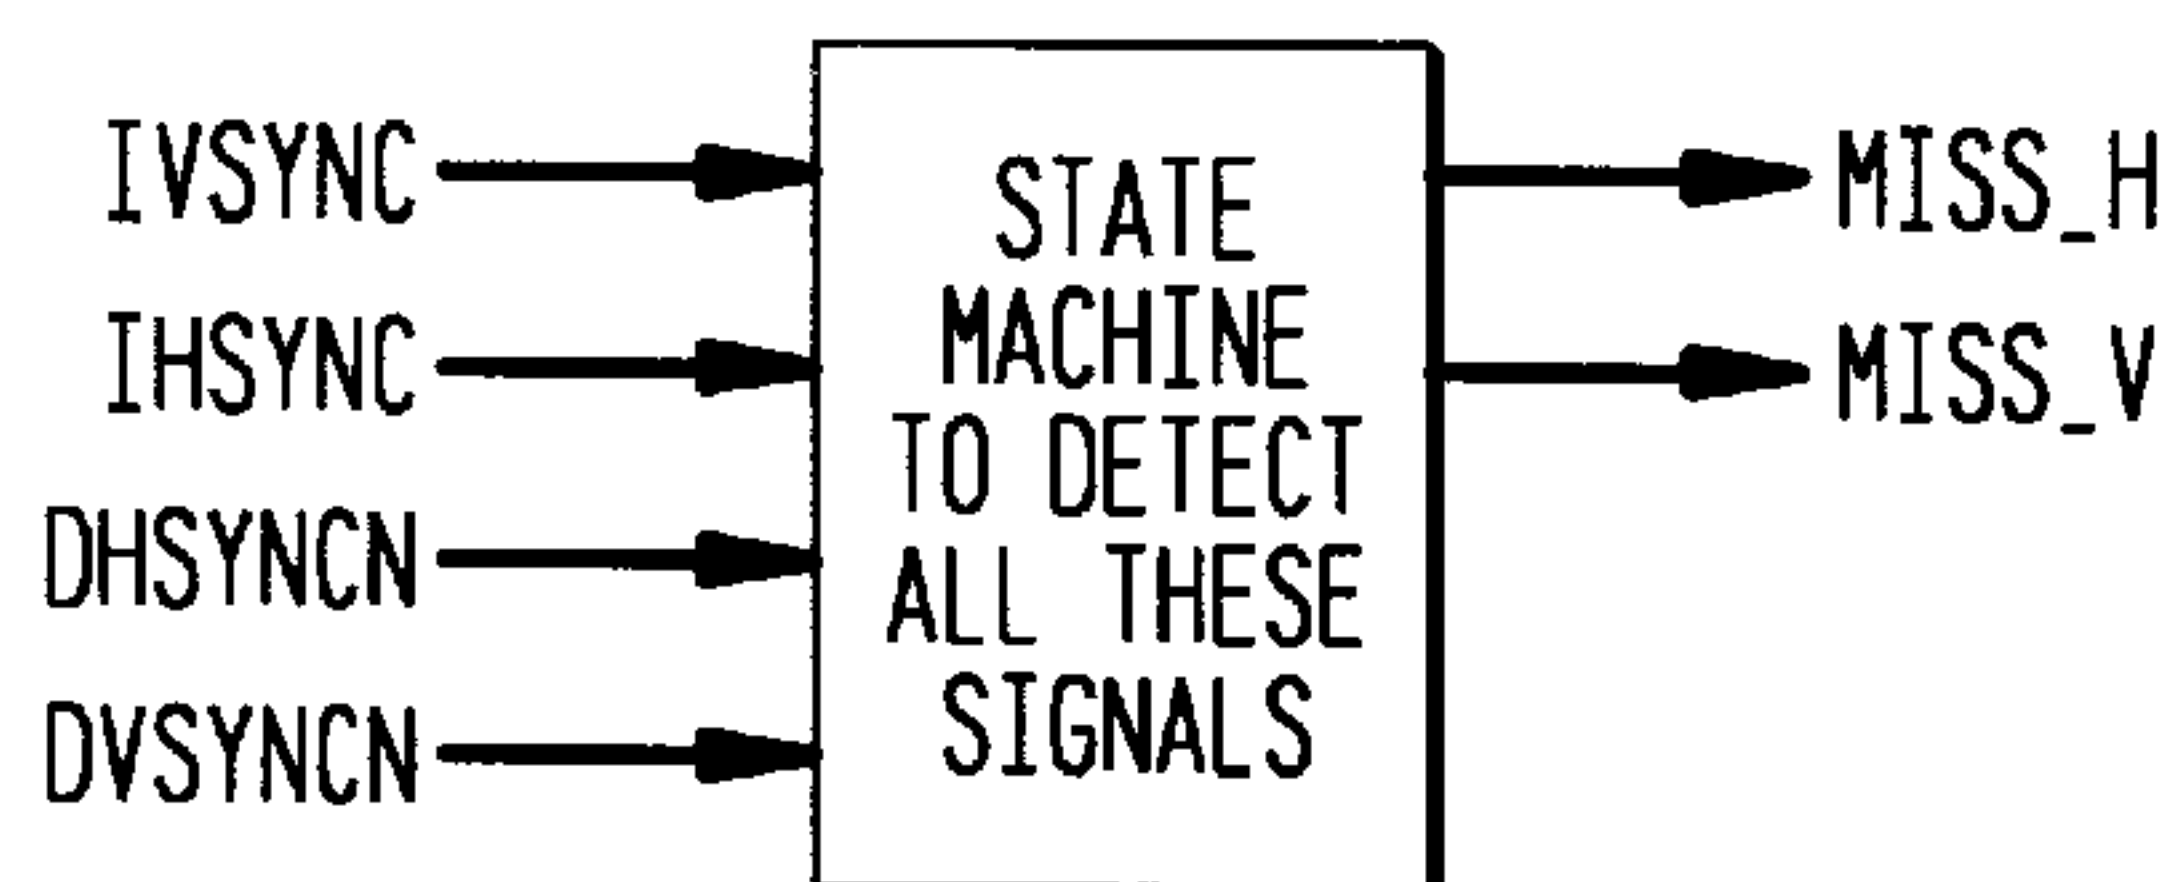 IVSYNC
IHSYNC
DHSYNCN
DVSYNCN
STATE
MACHINE
TO DETECT
ALL THESE
SIGNALS
MISS_H
MISS_V